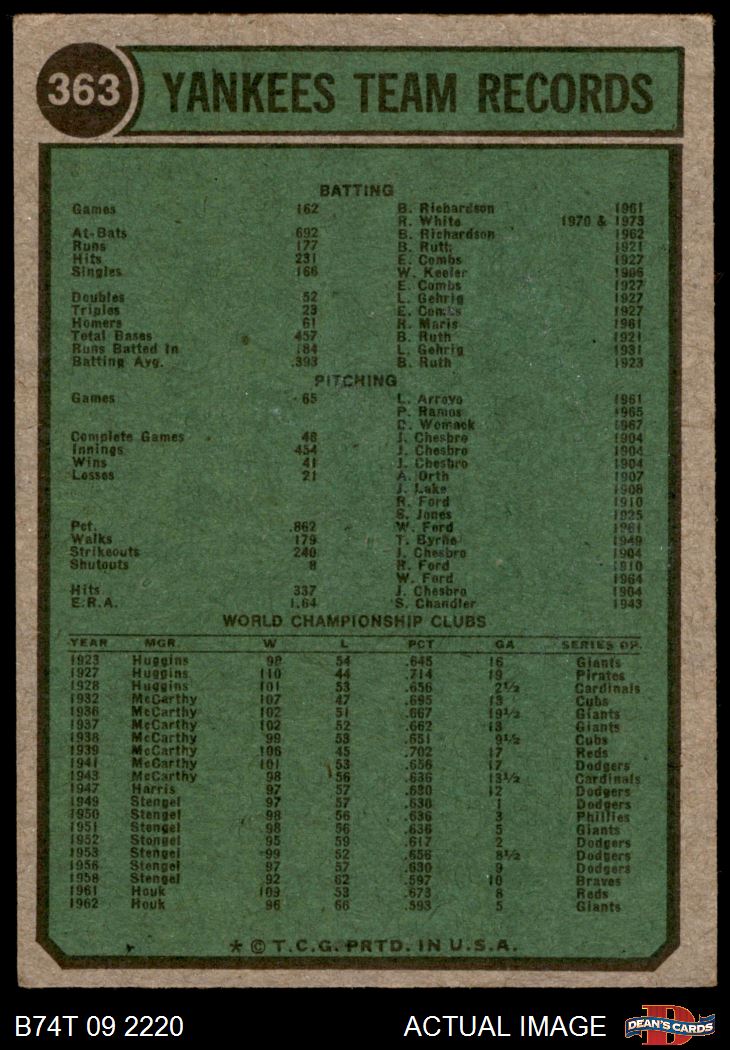 363 YANKEES TEAM RECORDS
BATTING
Games 162 B. Richardson 1961
R. White 1970 & 1973
At-Bats 692 B. Richardson 1962
Runs 177 B. Ruth 1921
Hits 231 E. Combs 1927
Singles 166 W. Keeler 1906
E. Combs 1927
Doubles 52 L. Gehrig 1927
Triples 23 E. Combs 1927
Homers 61 R. Maris 1961
Total Bases 457 B. Ruth 1921
Runs Batted In 184 L. Gehrig 1931
Batting Avg. .393 B. Ruth 1923
PITCHING
Games 65 L. Arroyo 1961
P. Ramos 1965
D. Womack 1967
Complete Games 48 J. Chesbro 1904
Innings 454 J. Chesbro 1904
Wins 41 J. Chesbro 1904
Losses 21 A. Orth 1907
J. Lake 1908
R. Ford 1910
S. Jones 1925
Pct. .862 W. Ford 1961
Walks 179 T. Byrne 1949
Strikeouts 240 J. Chesbro 1904
Shutouts 8 R. Ford 1910
W. Ford 1964
Hits 337 J. Chesbro 1904
E.R.A. 1.64 S. Chandler 1943
WORLD CHAMPIONSHIP CLUBS
YEAR MGR. W L PCT GA SERIES OP.
1923 Huggins 98 54 .645 16 Giants
1927 Huggins 110 44 .714 19 Pirates
1928 Huggins 101 53 .656 2½ Cardinals
1932 McCarthy 107 47 .695 13 Cubs
1936 McCarthy 102 51 .667 19½ Giants
1937 McCarthy 102 52 .662 13 Giants
1938 McCarthy 99 53 .651 9½ Cubs
1939 McCarthy 106 45 .702 17 Reds
1941 McCarthy 101 53 .656 17 Dodgers
1943 McCarthy 98 56 .636 13½ Cardinals
1947 Harris 97 57 .630 12 Dodgers
1949 Stengel 97 57 .630 1 Dodgers
1950 Stengel 98 56 .636 3 Phillies
1951 Stengel 98 56 .636 5 Giants
1952 Stengel 95 59 .617 2 Dodgers
1953 Stengel 99 52 .656 8½ Dodgers
1956 Stengel 97 57 .630 9 Dodgers
1958 Stengel 92 62 .597 10 Braves
1961 Houk 109 53 .673 8 Reds
1962 Houk 96 66 .593 5 Giants
* © T.C.G. PRTD. IN U.S.A.
B74T 09 2220 ACTUAL IMAGE D DEAN'S CARDS